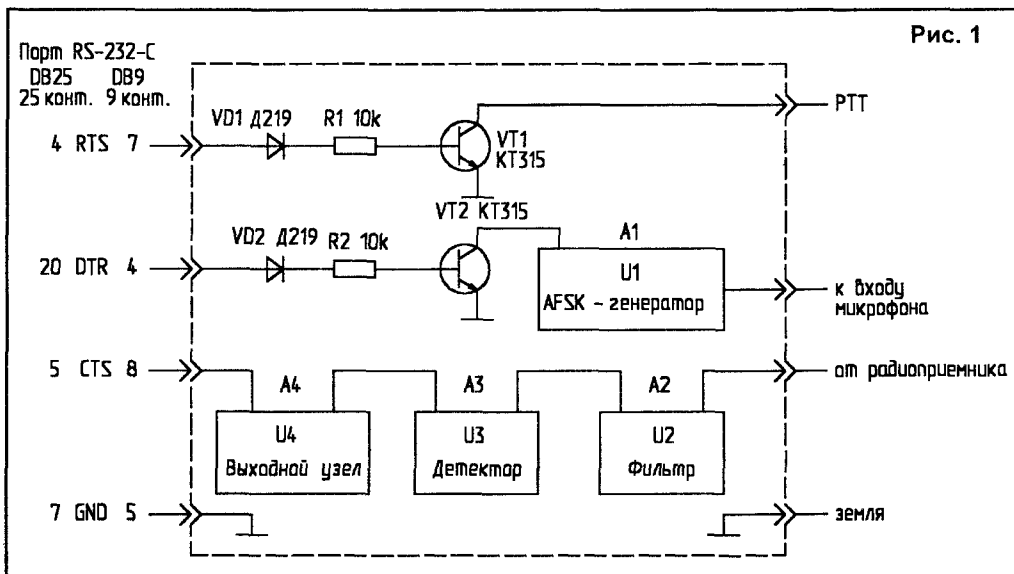 Рис. 1
Порт RS-232-C
DB25 DB9
25 конт. 9 конт.
VD1 Д219
R1 10k
PTT
4 RTS 7
VT1
КТ315
VT2 КТ315
VD2 Д219
R2 10k
A1
20 DTR 4
U1
AFSK - генератор
к входу
микрофона
5 CTS 8
A4
A3
A2
от радиоприемника
U4
Выходной узел
U3
Детектор
U2
Фильтр
7 GND 5
земля